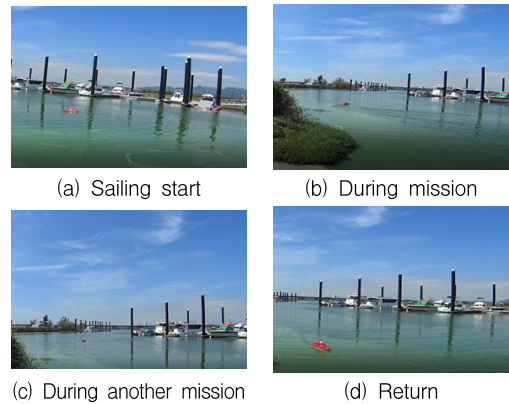 (a) Sailing start
(b) During mission
(c) During another mission
(d) Return